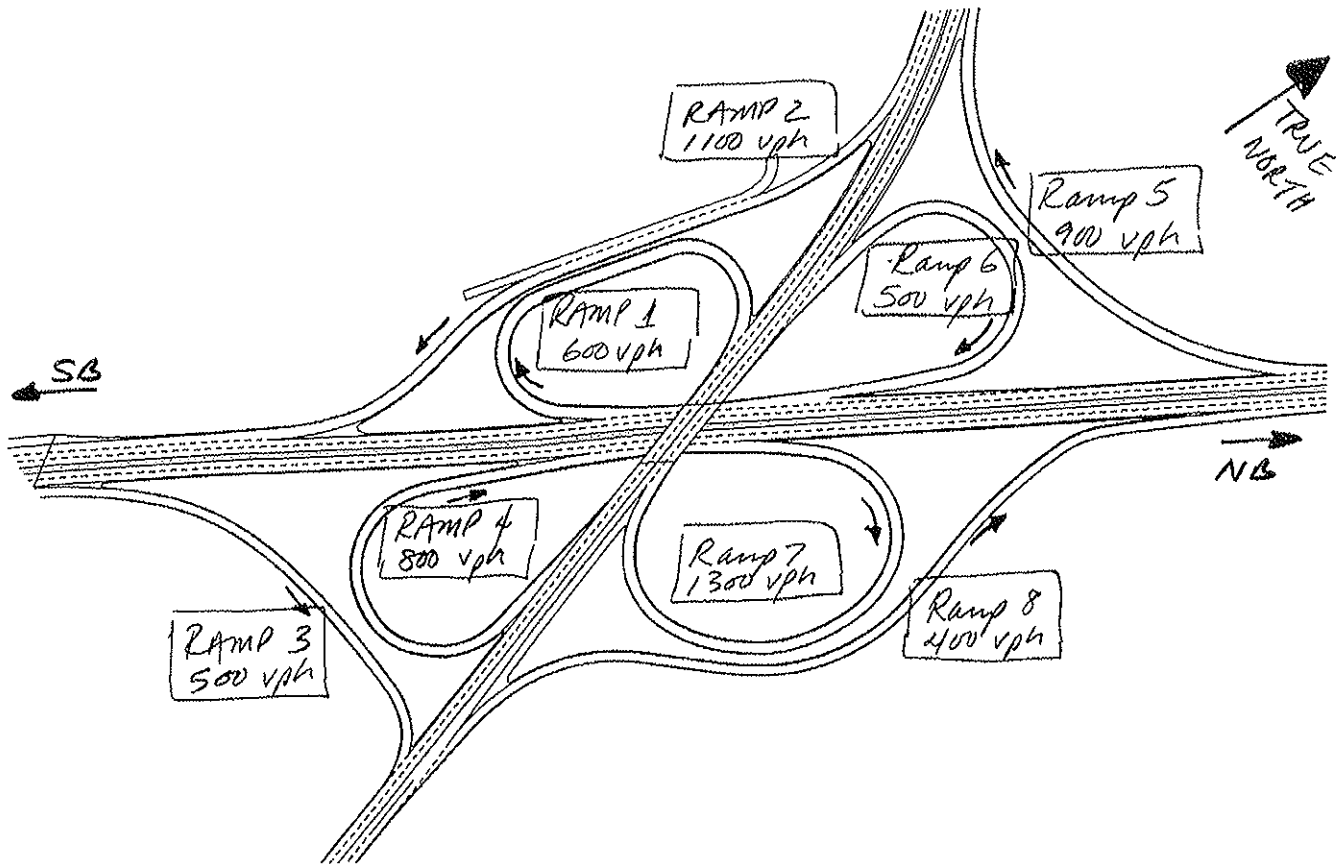 RAMP 2
1100 vph
TRUE
NORTH
Ramp 5
900 vph
Ramp 6
500 vph
RAMP 1
600 vph
SB
NB
RAMP 4
800 vph
Ramp 7
1300 vph
Ramp 8
400 vph
RAMP 3
500 vph